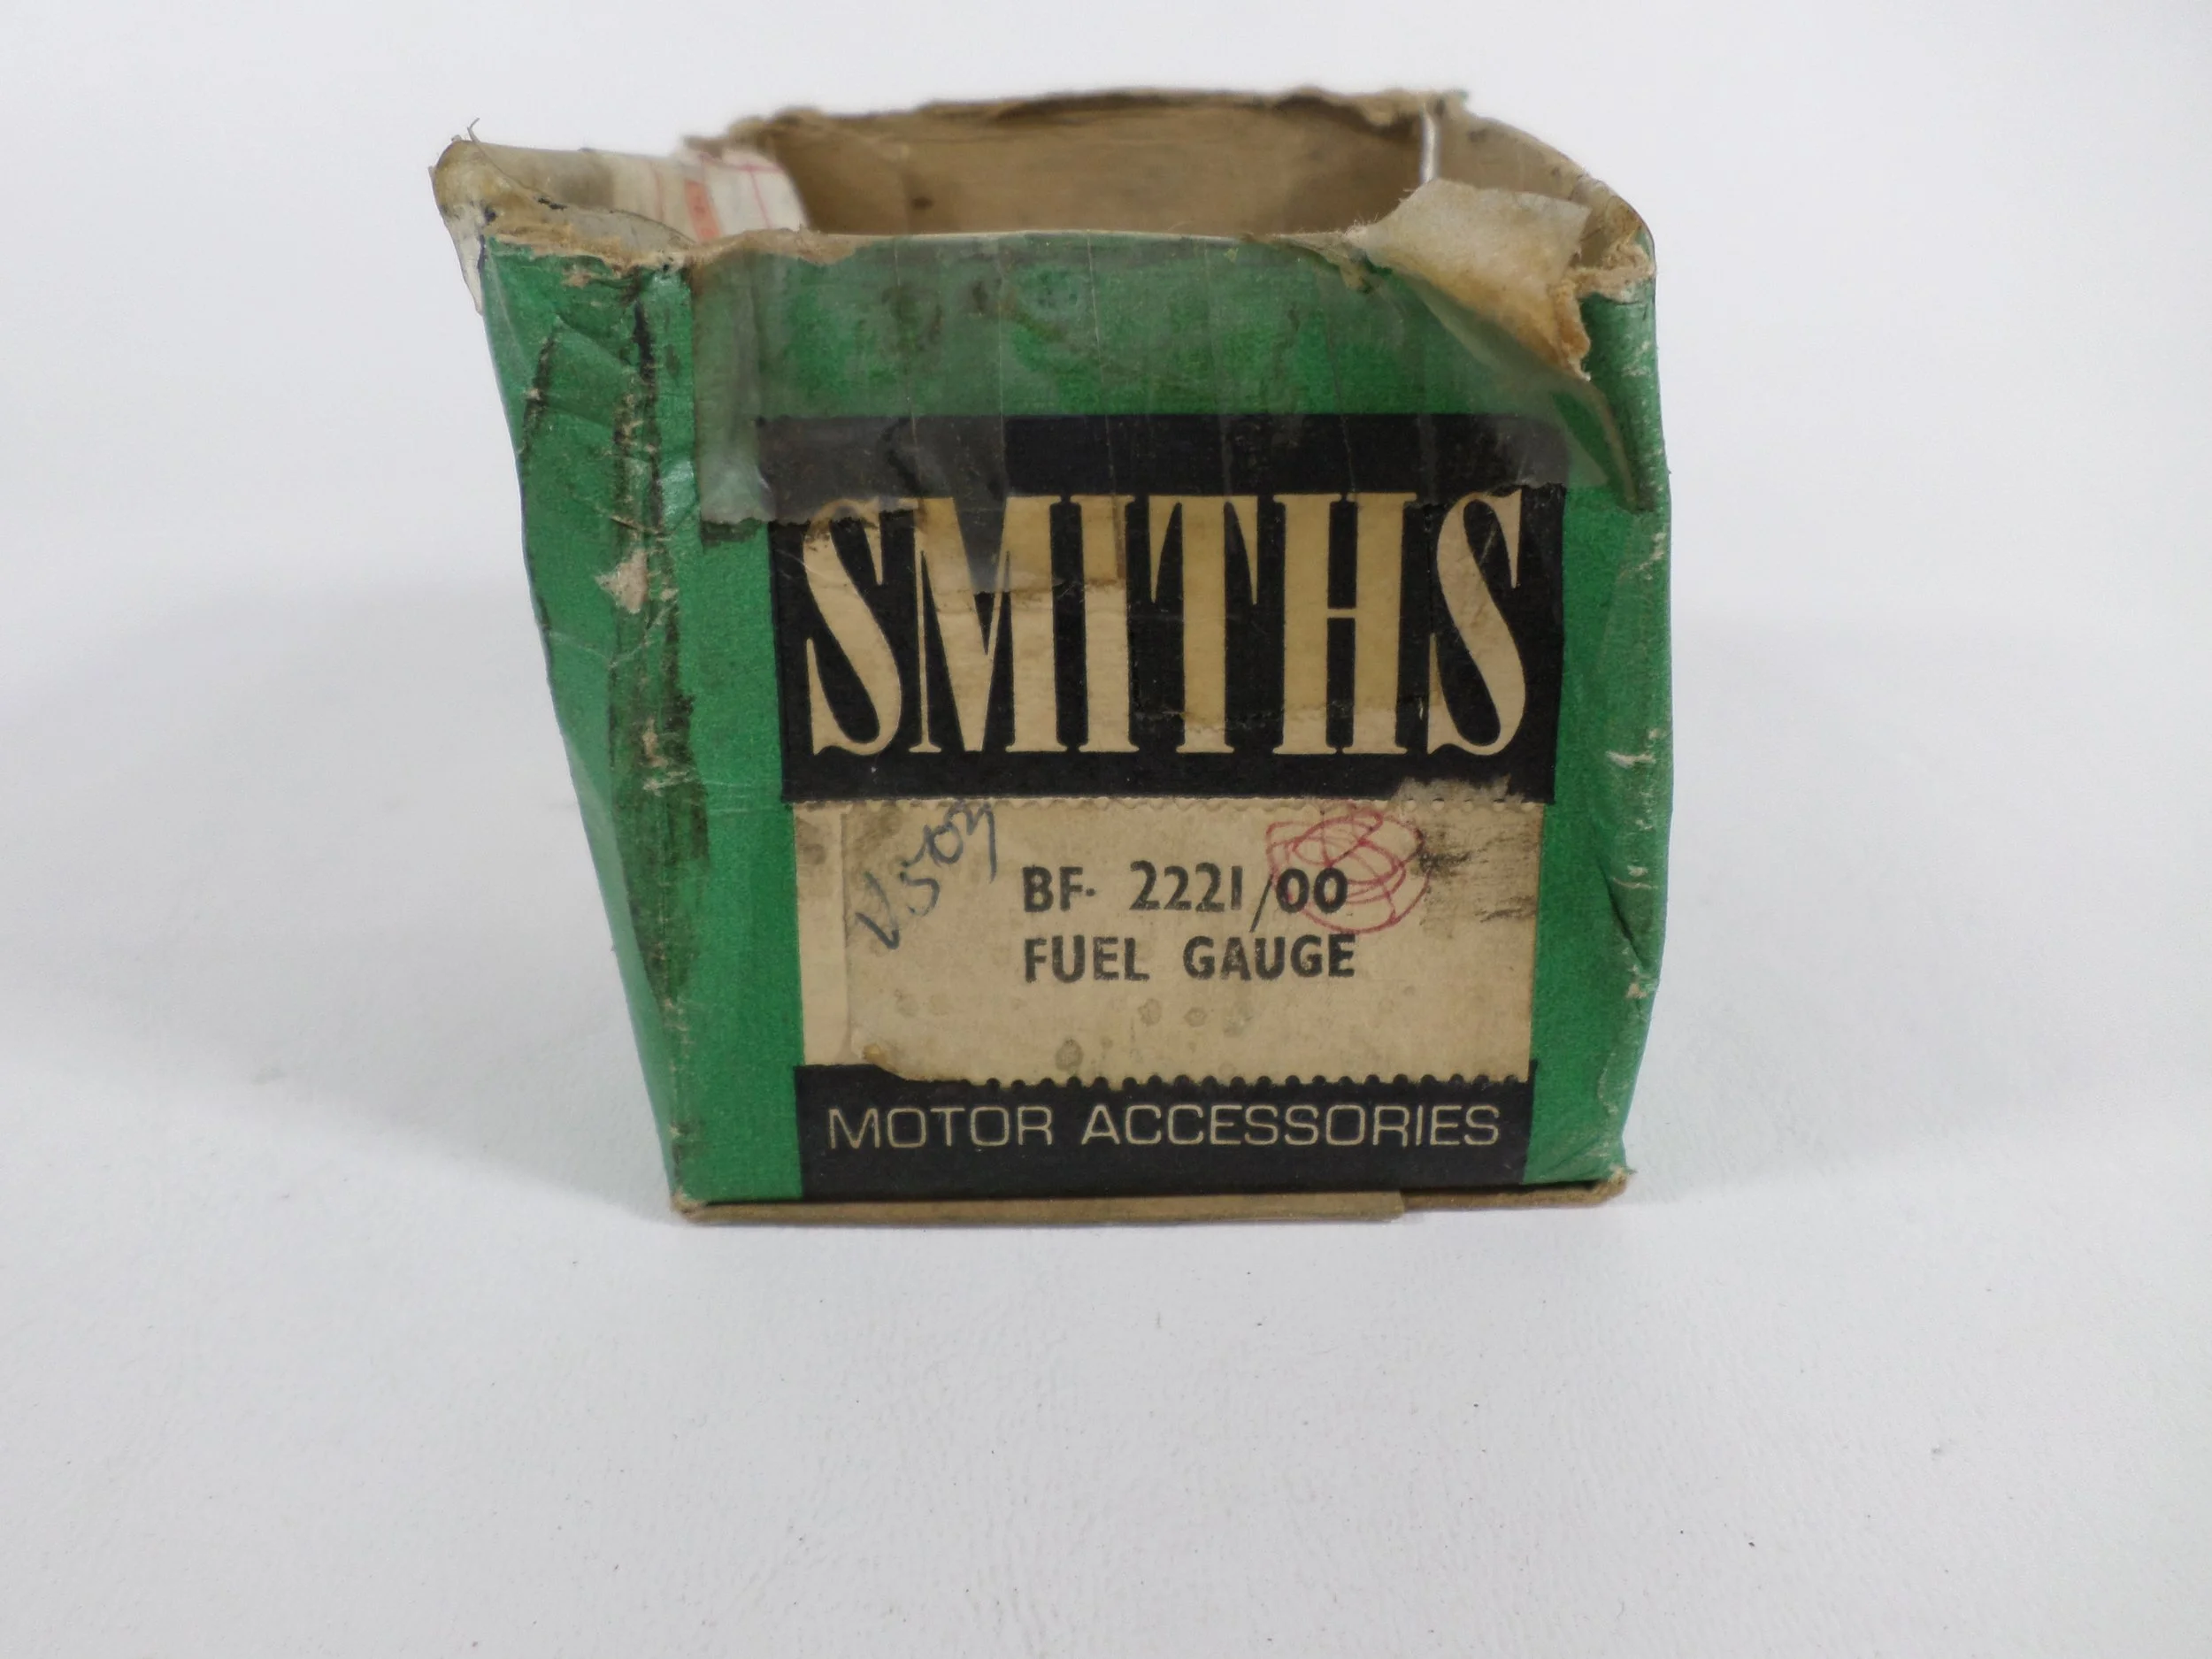 SMITHS
BF- 2221/00
FUEL GAUGE
MOTOR ACCESSORIES